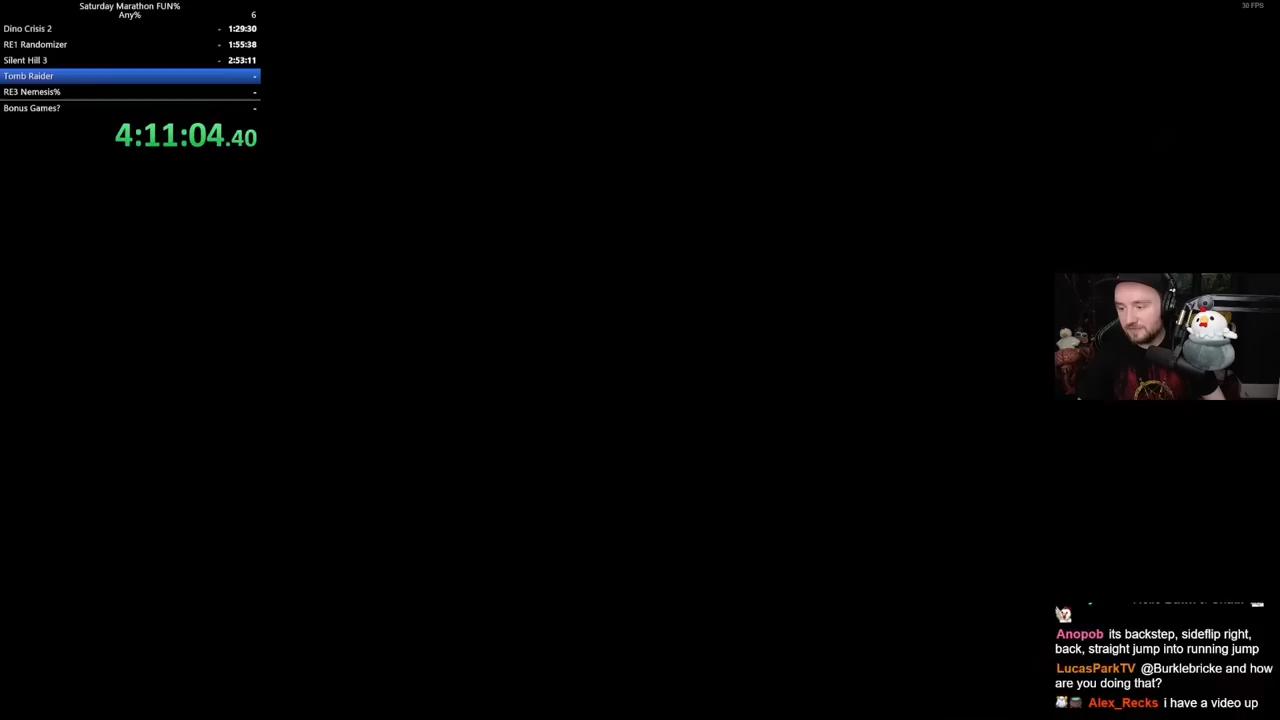 Saturday Marathon FUN%
Any% 6
30 FPS
Dino Crisis 2 - 1:29:30
RE1 Randomizer - 1:55:38
Silent Hill 3 - 2:53:11
Tomb Raider -
RE3 Nemesis% -
Bonus Games? -
4:11:04.40
Anopob its backstep, sideflip right,
back, straight jump into running jump
LucasParkTV @Burklebricke and how
are you doing that?
Alex_Recks i have a video up